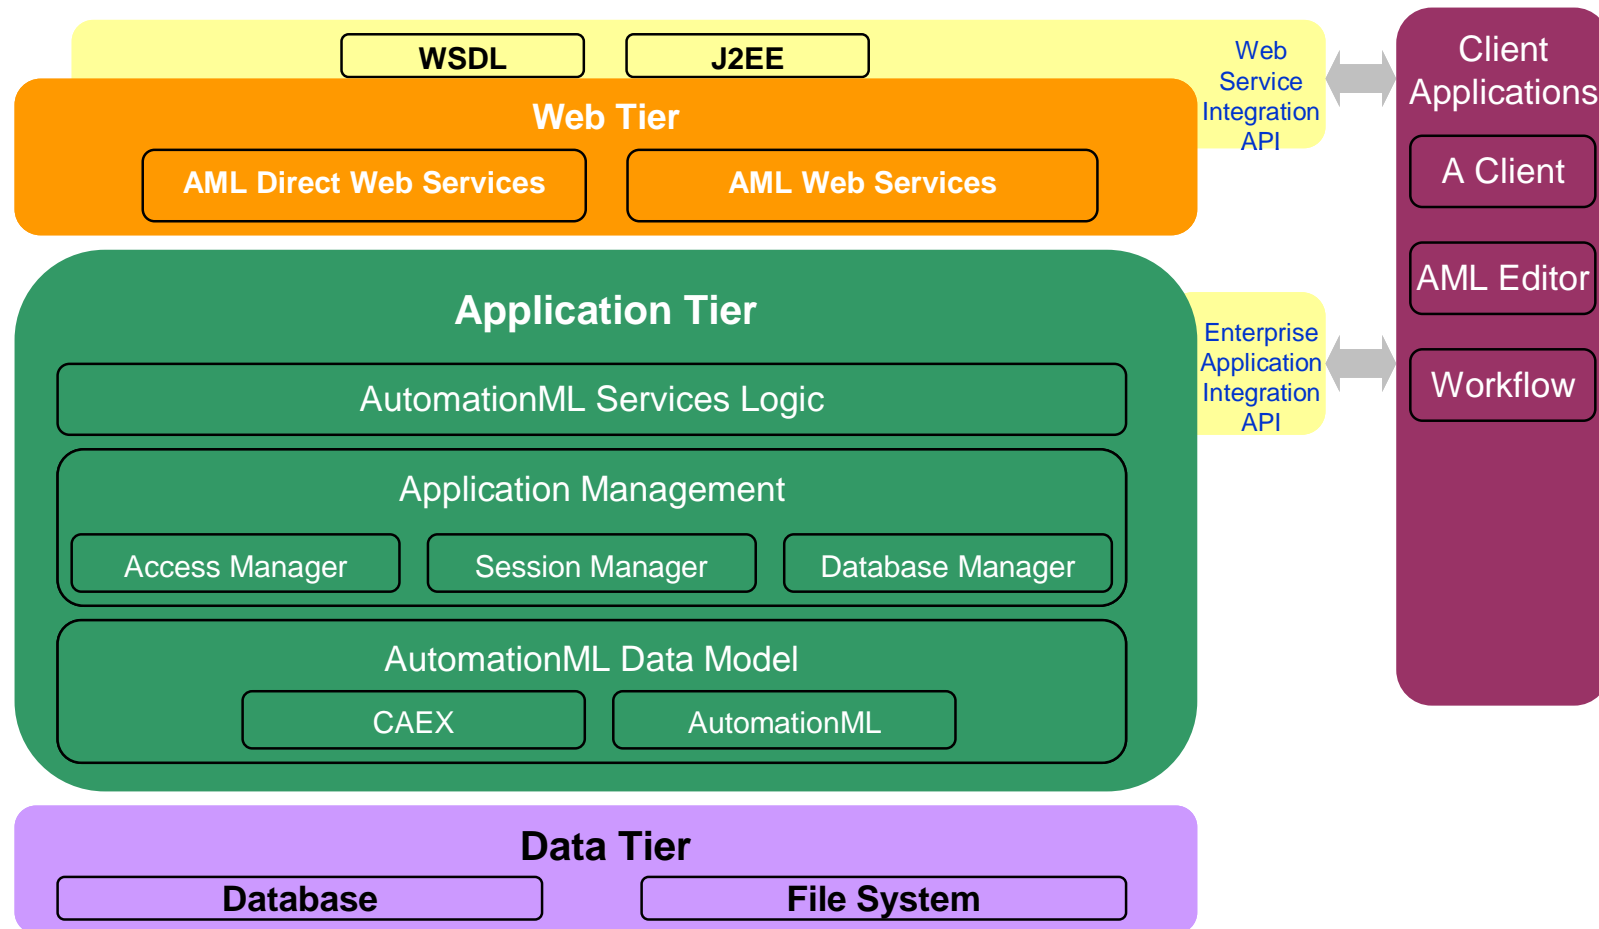 WSDL
J2EE
Web
Service
Integration
API
Web Tier
AML Direct Web Services
AML Web Services
Application Tier
AutomationML Services Logic
Application Management
Access Manager
Session Manager
Database Manager
AutomationML Data Model
CAEX
AutomationML
Enterprise
Application
Integration
API
Data Tier
Database
File System
Client
Applications
A Client
AML Editor
Workflow